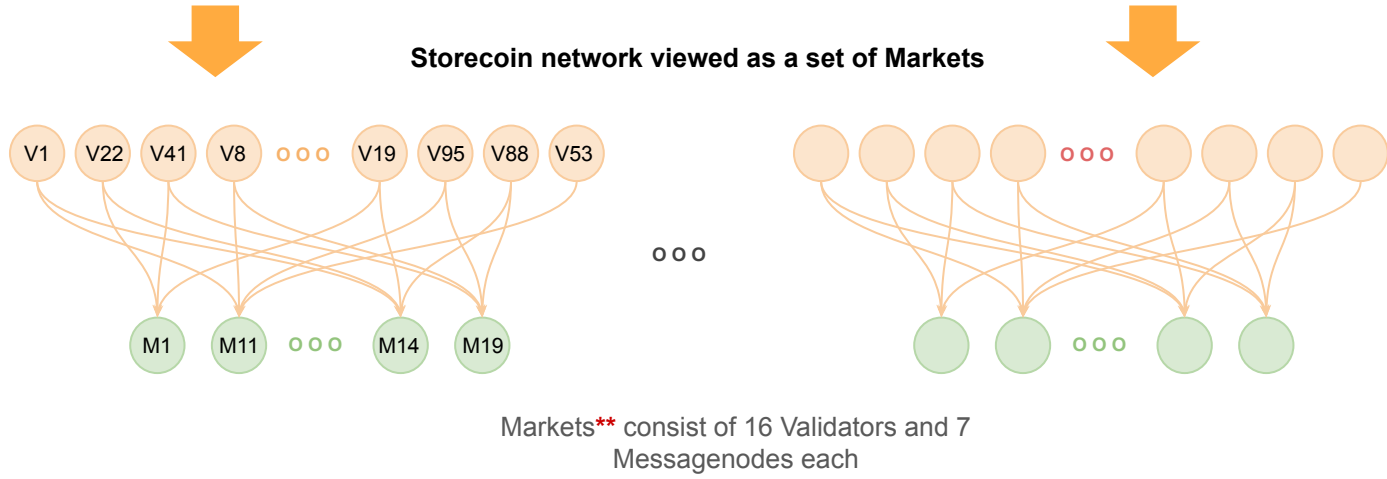 Storecoin network viewed as a set of Markets
V1 V22 V41 V8 o o o V19 V95 V88 V53 o o o
o o o
M1 M11 o o o M14 M19 o o o
Markets** consist of 16 Validators and 7
Messagenodes each